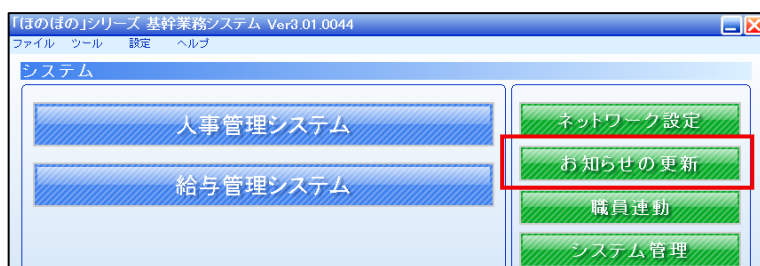 「ほのぼの」シリーズ 基幹業務システム Ver3.01.0044
ファイル ツール 設定 ヘルプ
システム
人事管理システム
給与管理システム
ネットワーク設定
お知らせの更新
職員連動
システム管理